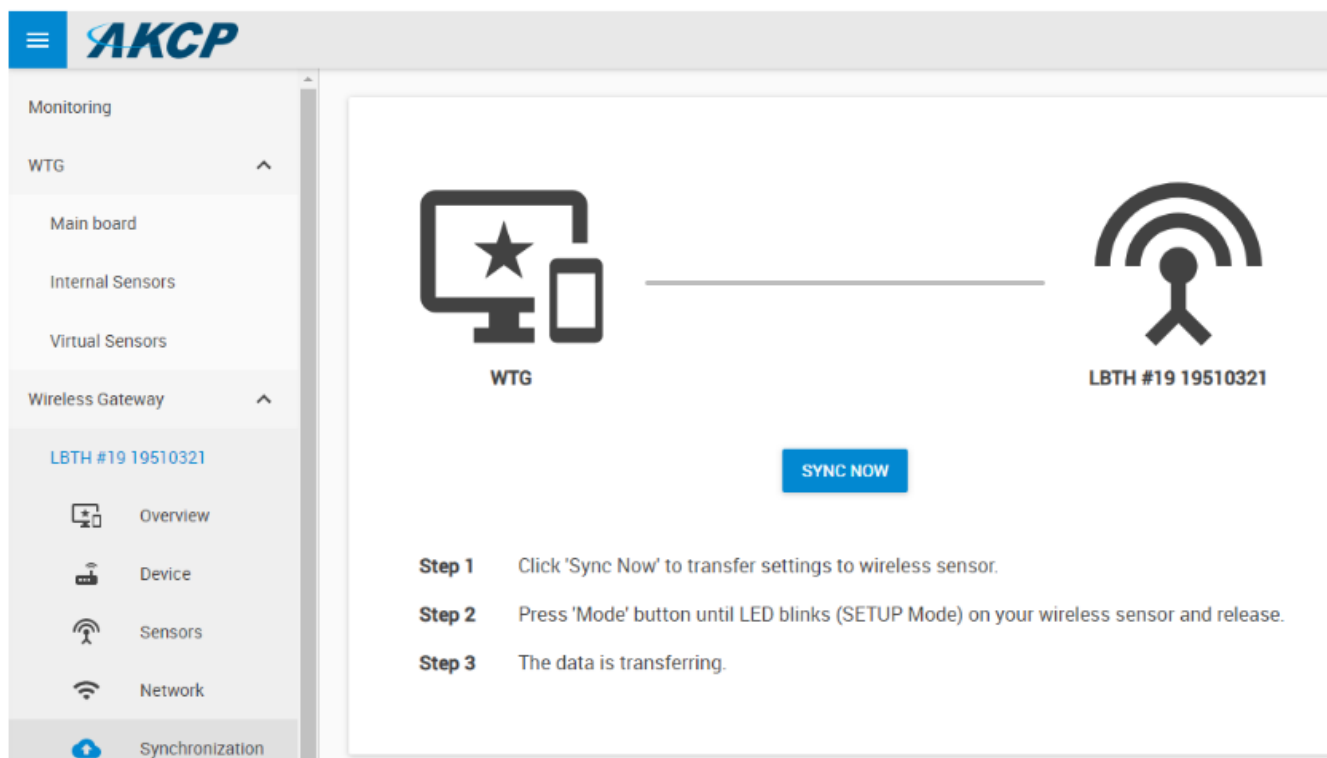 AKCP
Monitoring
WTG
Main board
Internal Sensors
Virtual Sensors
Wireless Gateway
LBTH #19 19510321
Overview
Device
Sensors
Network
Synchronization
WTG
LBTH #19 19510321
SYNC NOW
Step 1 Click 'Sync Now' to transfer settings to wireless sensor.
Step 2 Press 'Mode' button until LED blinks (SETUP Mode) on your wireless sensor and release.
Step 3 The data is transferring.